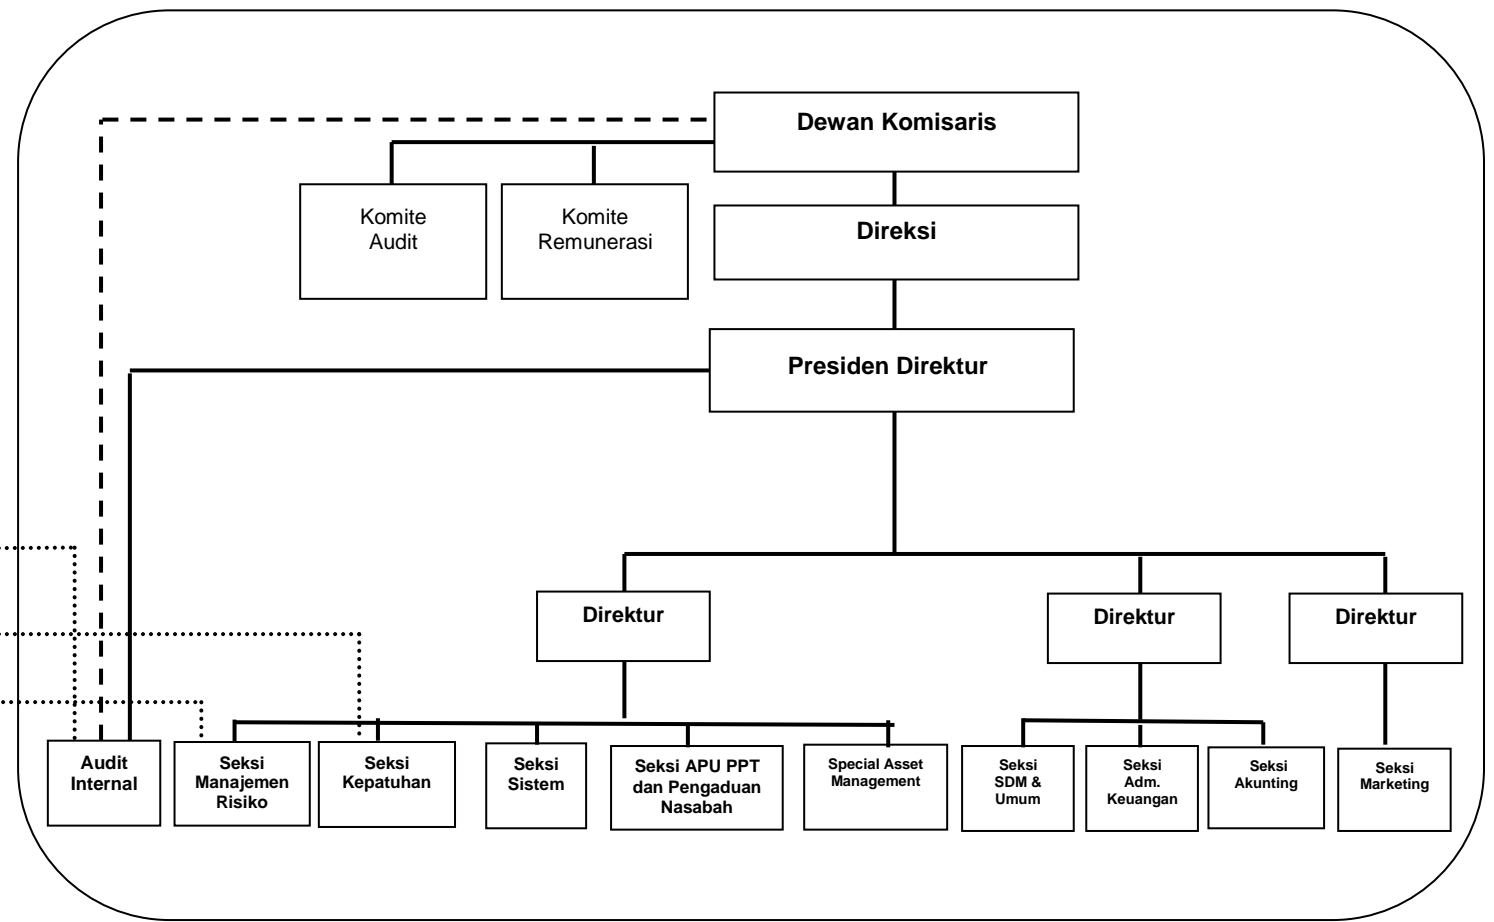 Dewan Komisaris
Komite
Audit
Komite
Remunerasi
Direksi
Presiden Direktur
Direktur
Direktur
Direktur
Audit
Internal
Seksi
Manajemen
Risiko
Seksi
Kepatuhan
Seksi
Sistem
Seksi APU PPT
dan Pengaduan
Nasabah
Special Asset
Management
Seksi
SDM &
Umum
Seksi
Adm.
Keuangan
Seksi
Akunting
Seksi
Marketing